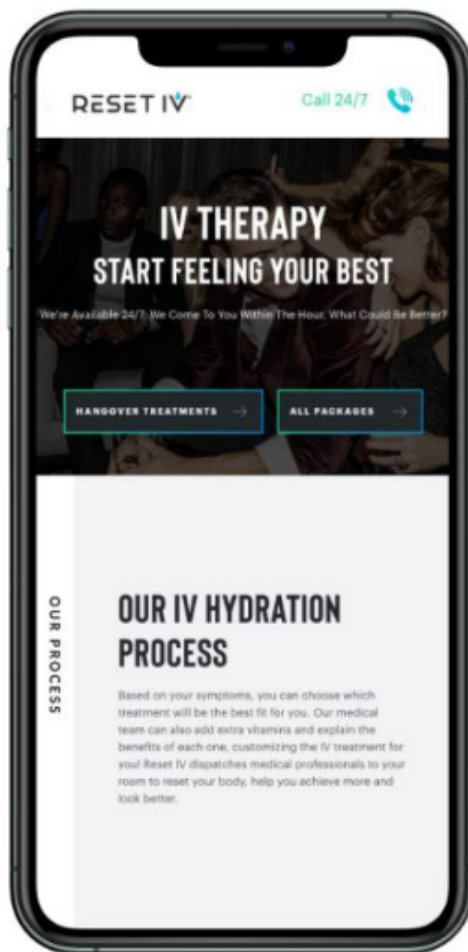 RESET IV
Call 24/7
IV THERAPY
START FEELING YOUR BEST
We're Available 24/7. We Come To You Within The Hour, What Could Be Better?
HANGOVER TREATMENTS →
ALL PACKAGES →
OUR PROCESS
OUR IV HYDRATION
PROCESS
Based on your symptoms, you can choose which
treatment will be the best fit for you. Our medical
team can also add extra vitamins and explain the
benefits of each one, customizing the IV treatment for
you! Reset IV dispatches medical professionals to your
room to reset your body, help you achieve more and
look better.